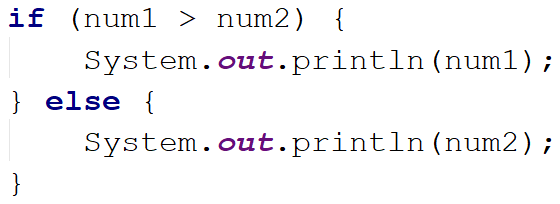 if (num1 > num2) {
    System.out.println(num1);
} else {
    System.out.println(num2);
}